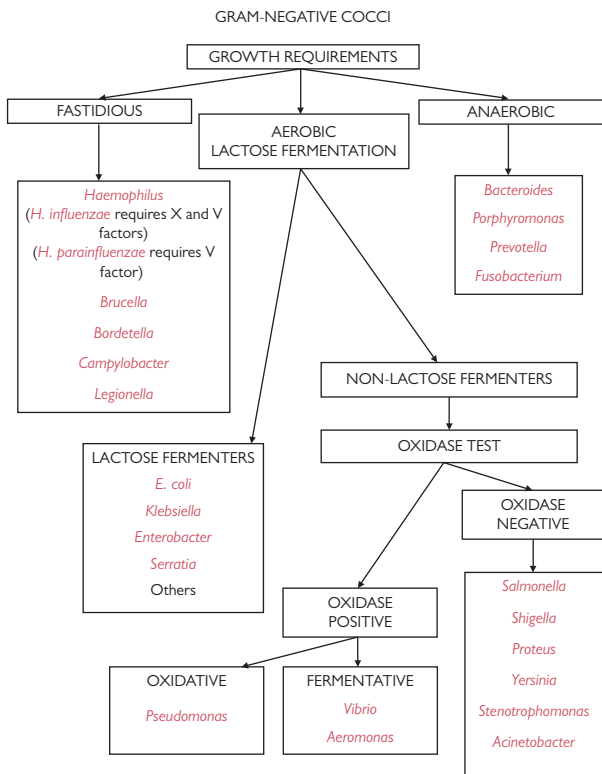 GRAM-NEGATIVE COCCI
GROWTH REQUIREMENTS
FASTIDIOUS
Haemophilus
(H. influenzae requires X and V
factors)
(H. parainfluenzae requires V
factor)
Brucella
Bordetella
Campylobacter
Legionella
AEROBIC
LACTOSE FERMENTATION
ANAEROBIC
Bacteroides
Porphyromonas
Prevotella
Fusobacterium
NON-LACTOSE FERMENTERS
OXIDASE TEST
LACTOSE FERMENTERS
E. coli
Klebsiella
Enterobacter
Serratia
Others
OXIDASE
NEGATIVE
Salmonella
Shigella
Proteus
Yersinia
Stenotrophomonas
Acinetobacter
OXIDASE
POSITIVE
OXIDATIVE
Pseudomonas
FERMENTATIVE
Vibrio
Aeromonas